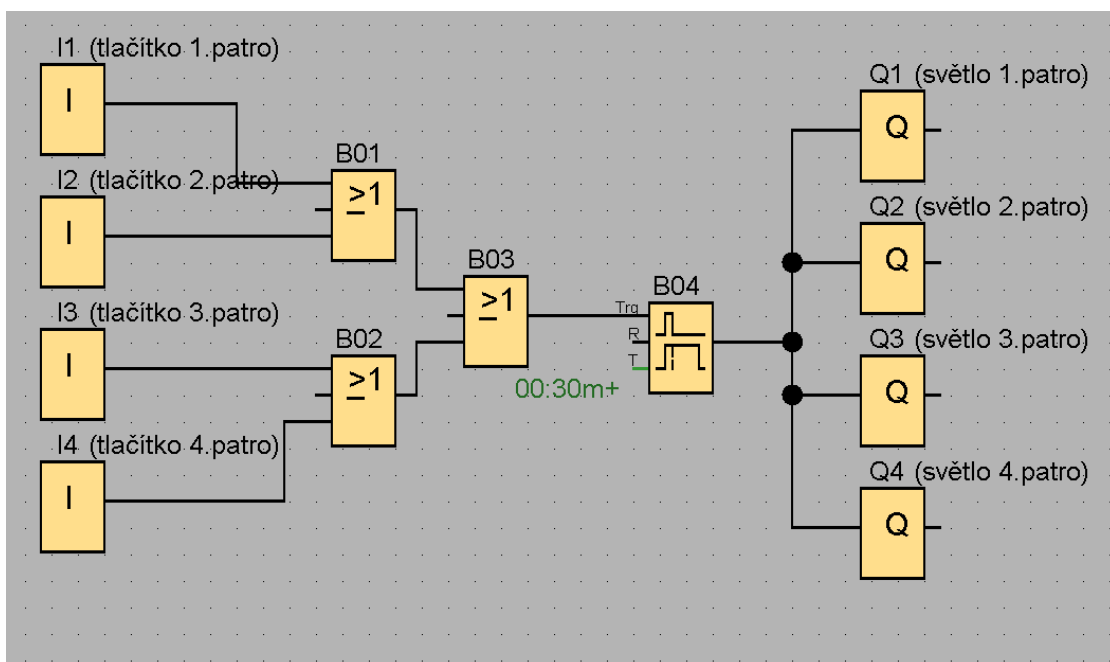 I1 (tlačítko 1.patro)
I
I2 (tlačítko 2.patro)
I
I3 (tlačítko 3.patro)
I
I4 (tlačítko 4.patro)
I
B01
≥1
B02
≥1
B03
≥1
B04
Trg
R
T
00:30m+
Q1 (světlo 1.patro)
Q
Q2 (světlo 2.patro)
Q
Q3 (světlo 3.patro)
Q
Q4 (světlo 4.patro)
Q